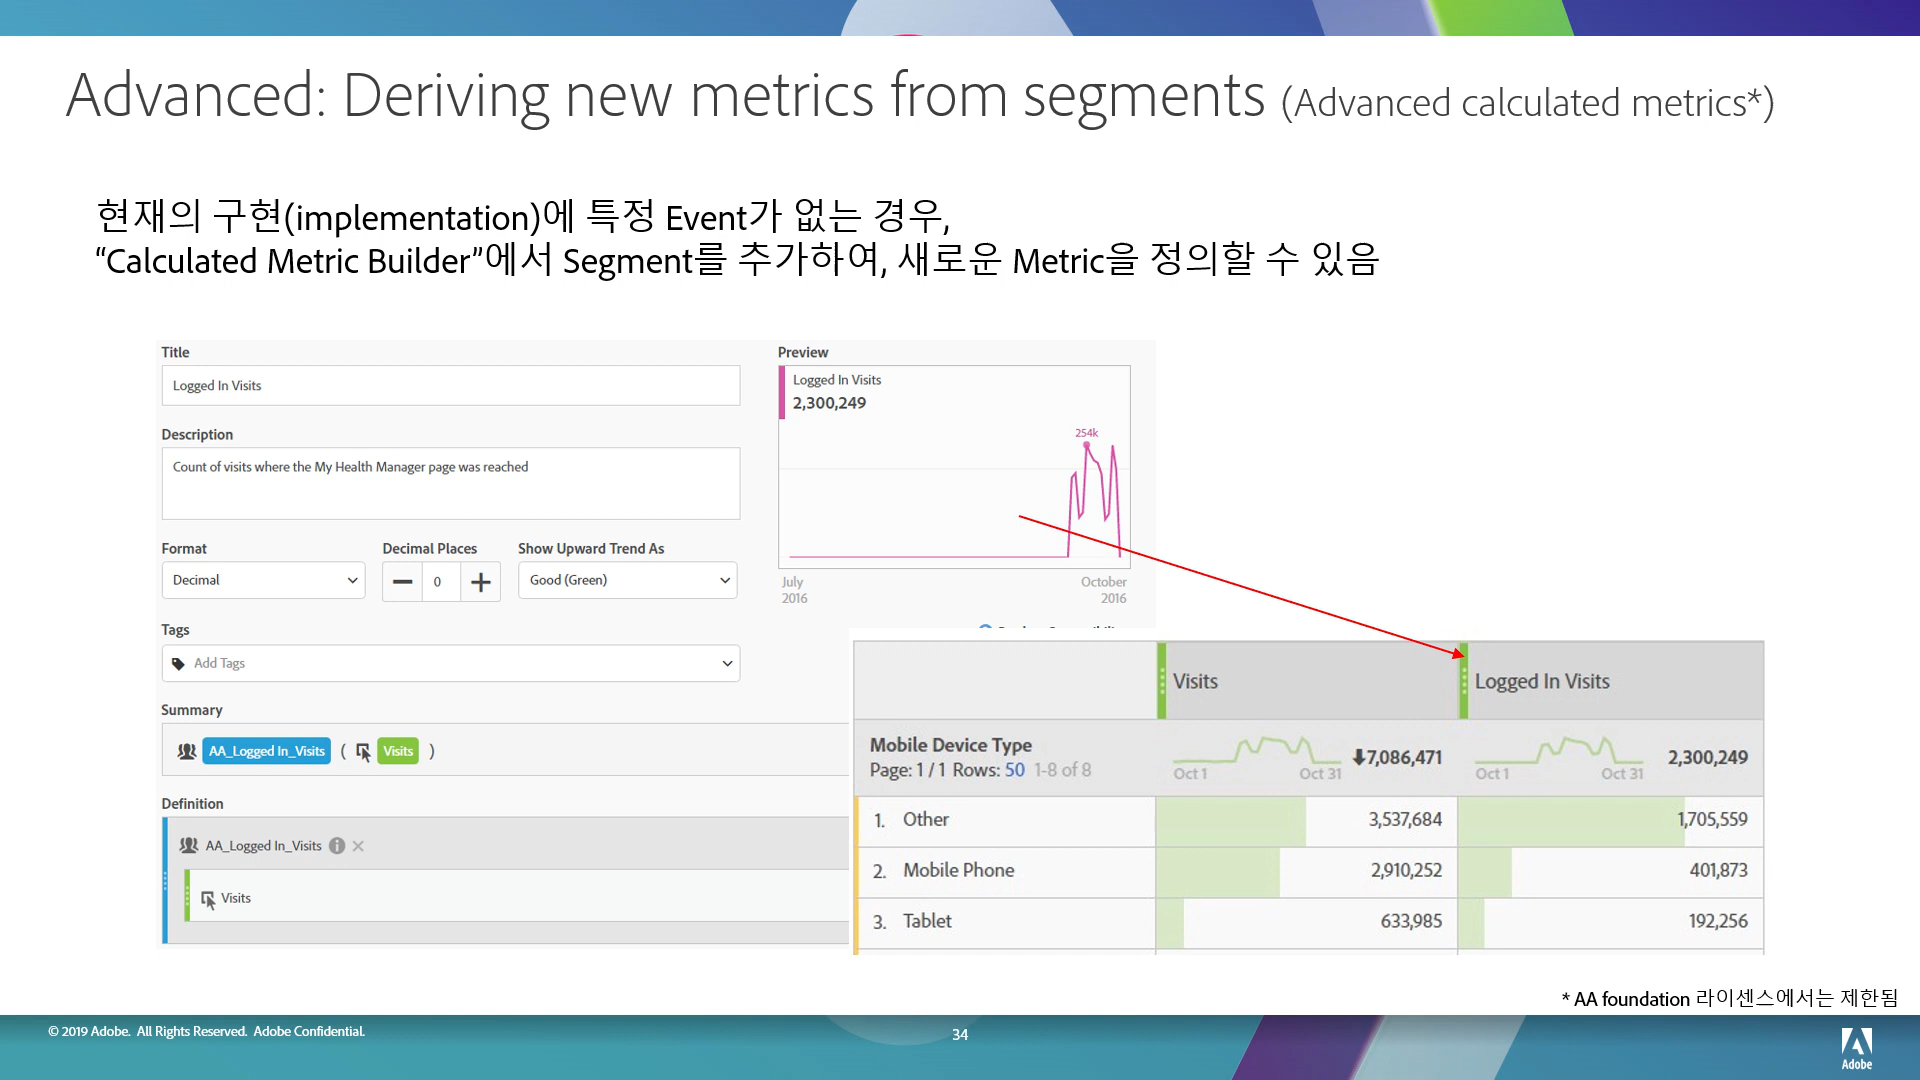 Advanced: Deriving new metrics from segments (Advanced calculated metrics*)
현재의 구현(implementation)에 특정 Event가 없는 경우,
“Calculated Metric Builder”에서 Segment를 추가하여, 새로운 Metric을 정의할 수 있음
Title
Logged In Visits
Description
Count of visits where the My Health Manager page was reached
Format
Decimal Places
Show Upward Trend As
Decimal
0
Good (Green)
Tags
Add Tags
Summary
AA_Logged In_Visits ( Visits )
Definition
AA_Logged In_Visits
Visits
Preview
Logged In Visits
2,300,249
254k
July
2016
October
2016
Visits
Logged In Visits
Mobile Device Type
Page: 1 / 1 Rows: 50 1-8 of 8
Oct 1
Oct 31
7,086,471
Oct 1
Oct 31
2,300,249
1. Other 3,537,684 1,705,559
2. Mobile Phone 2,910,252 401,873
3. Tablet 633,985 192,256
* AA foundation 라이센스에서는 제한됨
© 2019 Adobe. All Rights Reserved. Adobe Confidential.
34
Adobe